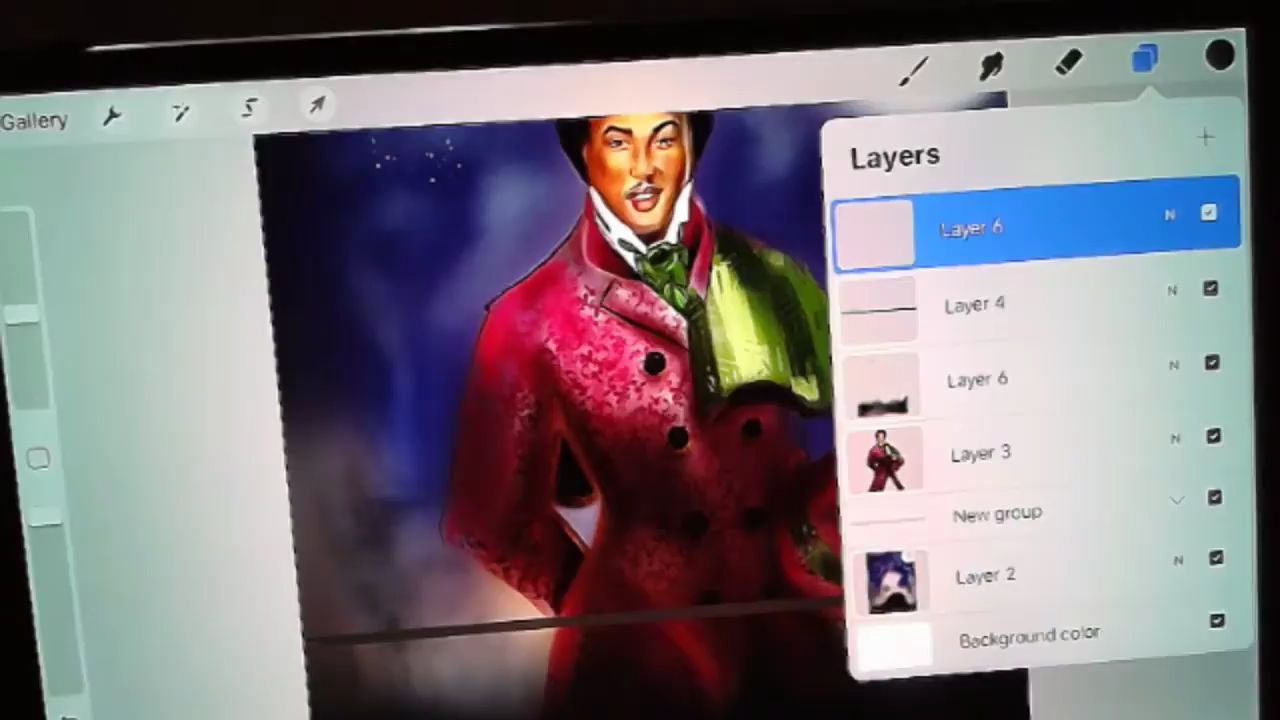 Gallery
Layers
Layer 6
N
Layer 4
N
Layer 6
N
Layer 3
N
New group
Layer 2
N
Background color